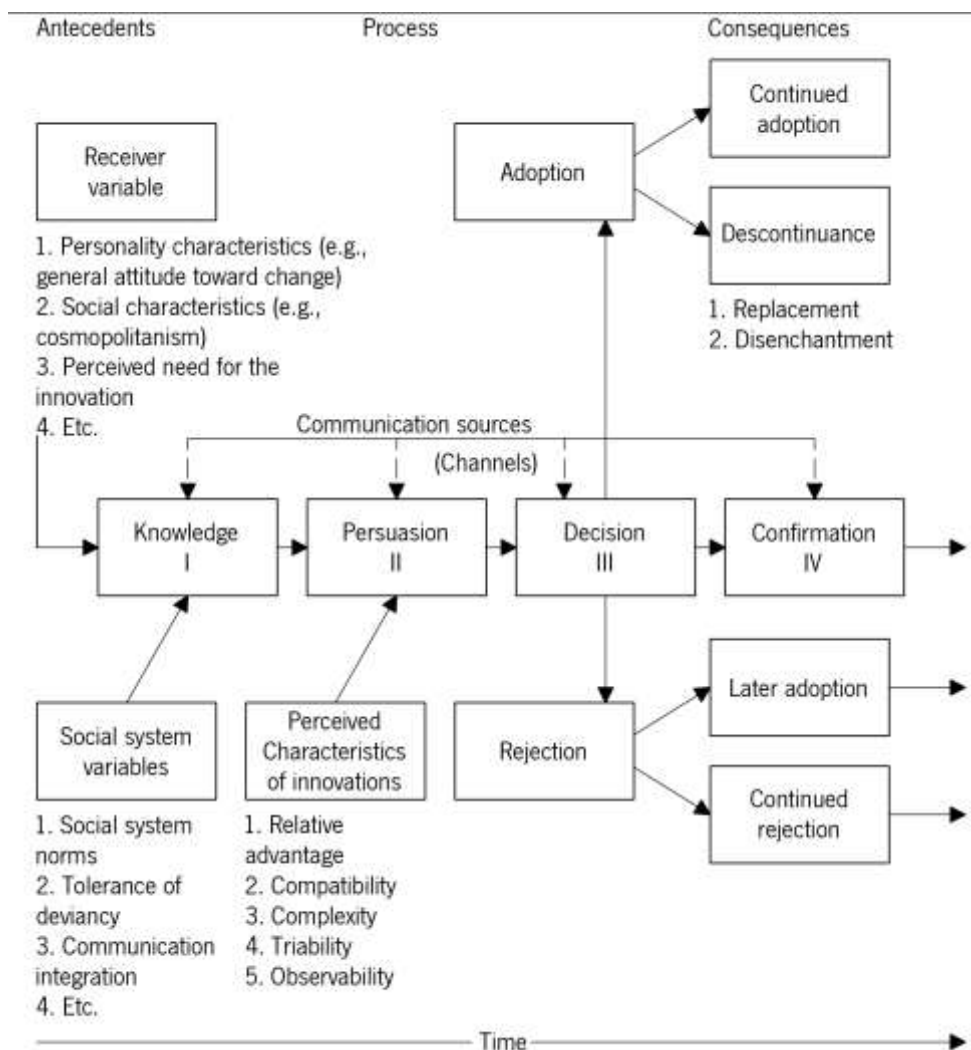 Antecedents
Process
Consequences
Receiver
variable
1. Personality characteristics (e.g.,
general attitude toward change)
2. Social characteristics (e.g.,
cosmopolitanism)
3. Perceived need for the
innovation
4. Etc.
Adoption
Continued
adoption
Descontinuance
1. Replacement
2. Disenchantment
Communication sources
(Channels)
Knowledge
I
Persuasion
II
Decision
III
Confirmation
IV
Social system
variables
1. Social system
norms
2. Tolerance of
deviancy
3. Communication
integration
4. Etc.
Perceived
Characteristics
of innovations
1. Relative
advantage
2. Compatibility
3. Complexity
4. Triability
5. Observability
Rejection
Later adoption
Continued
rejection
Time